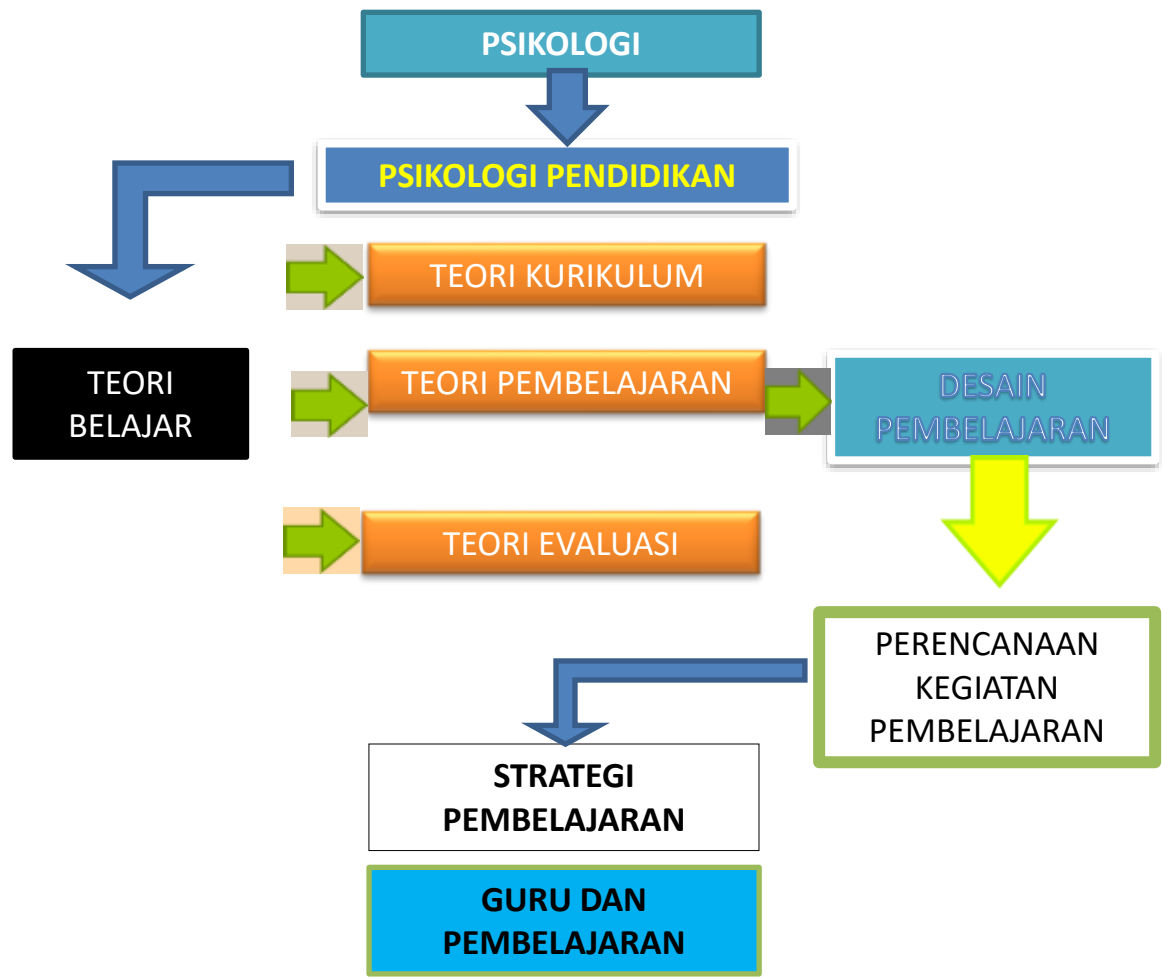 PSIKOLOGI
PSIKOLOGI PENDIDIKAN
TEORI KURIKULUM
TEORI
BELAJAR
TEORI PEMBELAJARAN
DESAIN
PEMBELAJARAN
TEORI EVALUASI
PERENCANAAN
KEGIATAN
PEMBELAJARAN
STRATEGI
PEMBELAJARAN
GURU DAN
PEMBELAJARAN